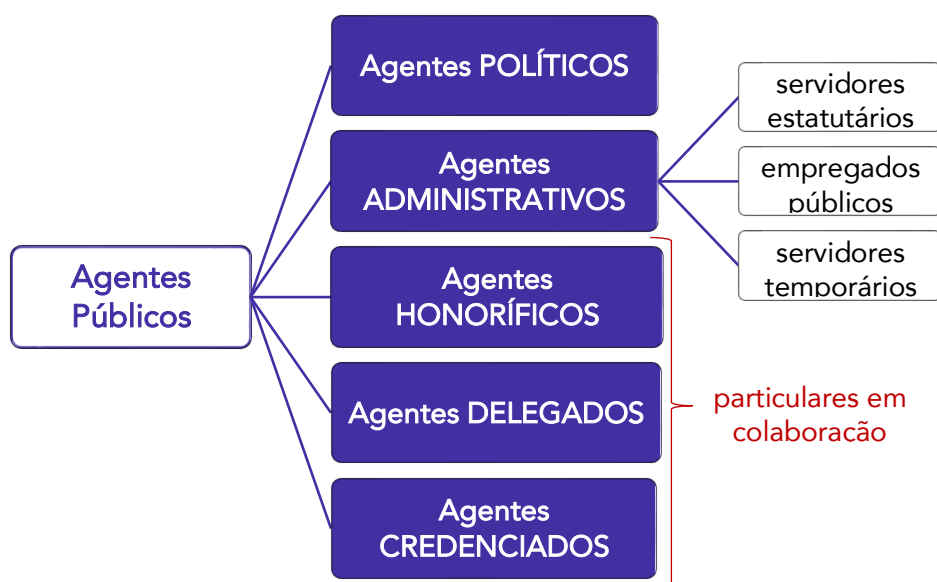 Agentes
Públicos
Agentes POLÍTICOS
Agentes
ADMINISTRATIVOS
servidores
estatutários
empregados
públicos
servidores
temporários
Agentes
HONORÍFICOS
Agentes DELEGADOS
Agentes
CREDENCIADOS
particulares em
colaboracão